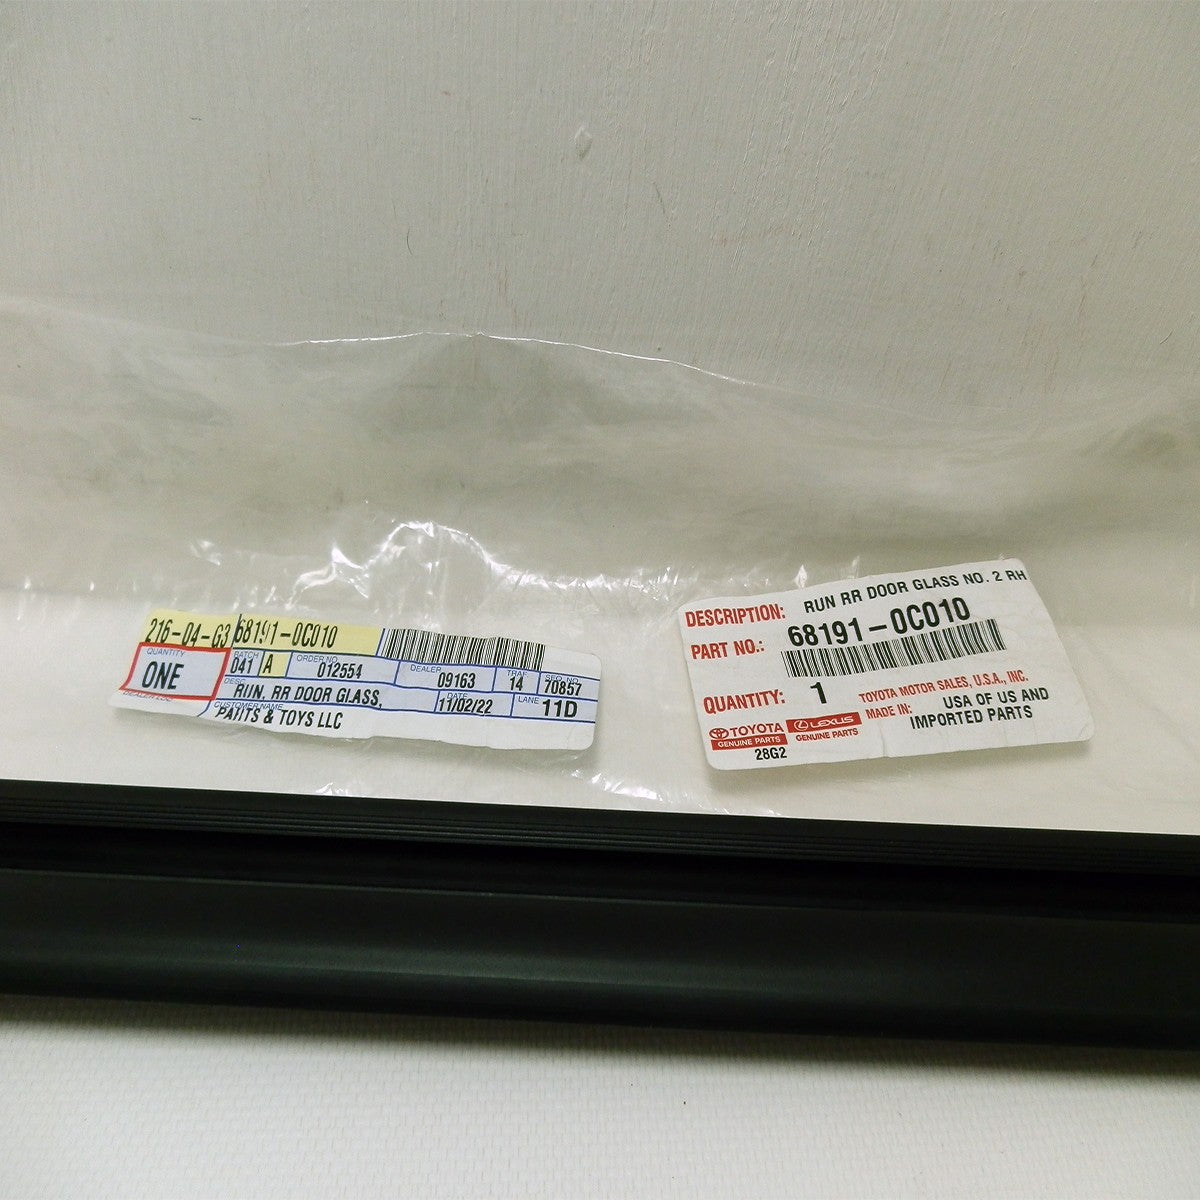 216-04-G3 68191-0C010
QUANTITY
ONE
BATCH
041 A
ORDER NO.
012554
DEALER
09163
TRAF
14
SEQ. NO.
70857
DESC
RUN, RR DOOR GLASS,
DATE
11/02/22
LANE 11D
CUSTOMER NAME
PARTS & TOYS LLC
DESCRIPTION: RUN RR DOOR GLASS NO. 2 RH
PART NO.: 68191-0C010
QUANTITY: 1
TOYOTA MOTOR SALES, U.S.A., INC.
MADE IN: USA OF US AND
IMPORTED PARTS
TOYOTA
GENUINE PARTS
LEXUS
GENUINE PARTS
28G2